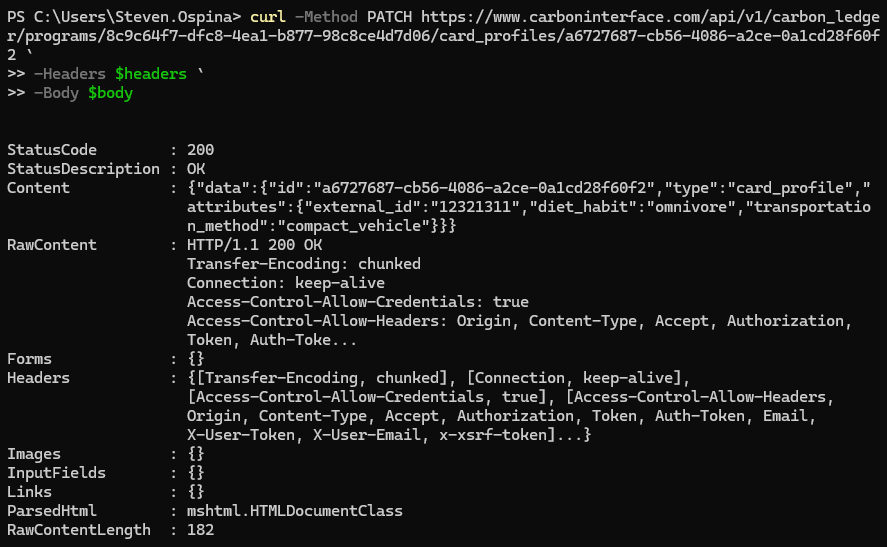 PS C:\Users\Steven.Ospina> curl -Method PATCH https://www.carboninterface.com/api/v1/carbon_ledge
r/programs/8c9c64f7-dfc8-4ea1-b877-98c8ce4d7d06/card_profiles/a6727687-cb56-4086-a2ce-0a1cd28f60f
2 `
>> -Headers $headers `
>> -Body $body
StatusCode        : 200
StatusDescription : OK
Content           : {"data":{"id":"a6727687-cb56-4086-a2ce-0a1cd28f60f2","type":"card_profile","
                    attributes":{"external_id":"12321311","diet_habit":"omnivore","transportatio
                    n_method":"compact_vehicle"}}}
RawContent        : HTTP/1.1 200 OK
                    Transfer-Encoding: chunked
                    Connection: keep-alive
                    Access-Control-Allow-Credentials: true
                    Access-Control-Allow-Headers: Origin, Content-Type, Accept, Authorization,
                    Token, Auth-Toke...
Forms             : {}
Headers           : {[Transfer-Encoding, chunked], [Connection, keep-alive],
                    [Access-Control-Allow-Credentials, true], [Access-Control-Allow-Headers,
                    Origin, Content-Type, Accept, Authorization, Token, Auth-Token, Email,
                    X-User-Token, X-User-Email, x-xsrf-token]...}
Images            : {}
InputFields       : {}
Links             : {}
ParsedHtml        : mshtml.HTMLDocumentClass
RawContentLength  : 182